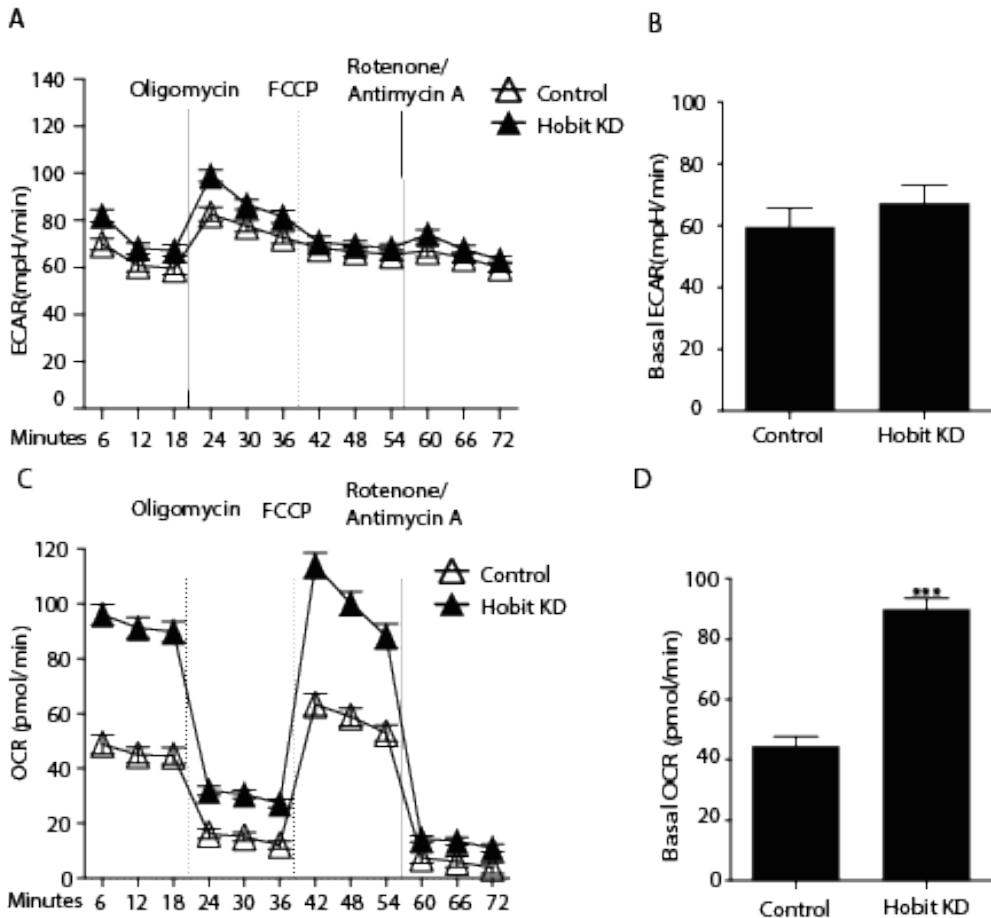 A
Oligomycin
FCCP
Rotenone/
Antimycin A
Control
Hobit KD
ECAR(mpH/min)
140
120
100
80
60
40
20
0
Minutes 6 12 18 24 30 36 42 48 54 60 66 72
B
Basal ECAR(mpH/min)
100
80
60
40
20
0
Control Hobit KD
C
Oligomycin
FCCP
Rotenone/
Antimycin A
Control
Hobit KD
OCR (pmol/min)
120
100
80
60
40
20
0
Minutes 6 12 18 24 30 36 42 48 54 60 66 72
D
Basal OCR (pmol/min)
100
80
60
40
20
0
***
Control Hobit KD